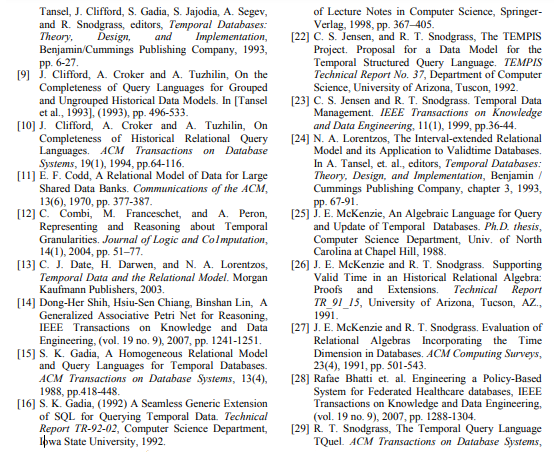 Tansel, J. Clifford, S. Gadia, S. Jajodia, A. Segev,
and R. Snodgrass, editors, Temporal Databases:
Theory, Design, and Implementation,
Benjamin/Cummings Publishing Company, 1993,
pp. 6-27.
[9] J. Clifford, A. Croker and A. Tuzhilin, On the
Completeness of Query Languages for Grouped
and Ungrouped Historical Data Models. In [Tansel
et al., 1993], (1993), pp. 496-533.
[10] J. Clifford, A. Croker and A. Tuzhilin, On
Completeness of Historical Relational Query
Languages. ACM Transactions on Database
Systems, 19(1), 1994, pp.64-116.
[11] E. F. Codd, A Relational Model of Data for Large
Shared Data Banks. Communications of the ACM,
13(6), 1970, pp. 377-387.
[12] C. Combi, M. Franceschet, and A. Peron,
Representing and Reasoning about Temporal
Granularities. Journal of Logic and Co1mputation,
14(1), 2004, pp. 51–77.
[13] C. J. Date, H. Darwen, and N. A. Lorentzos,
Temporal Data and the Relational Model. Morgan
Kaufmann Publishers, 2003.
[14] Dong-Her Shih, Hsiu-Sen Chiang, Binshan Lin, A
Generalized Associative Petri Net for Reasoning,
IEEE Transactions on Knowledge and Data
Engineering, (vol. 19 no. 9), 2007, pp. 1241-1251.
[15] S. K. Gadia, A Homogeneous Relational Model
and Query Languages for Temporal Databases.
ACM Transactions on Database Systems, 13(4),
1988, pp.418-448.
[16] S. K. Gadia, (1992) A Seamless Generic Extension
of SQL for Querying Temporal Data. Technical
Report TR-92-02, Computer Science Department,
Iowa State University, 1992.
of Lecture Notes in Computer Science, Springer-
Verlag, 1998, pp. 367–405.
[22] C. S. Jensen, and R. T. Snodgrass, The TEMPIS
Project. Proposal for a Data Model for the
Temporal Structured Query Language. TEMPIS
Technical Report No. 37, Department of Computer
Science, University of Arizona, Tuscon, 1992.
[23] C. S. Jensen and R. T. Snodgrass. Temporal Data
Management. IEEE Transactions on Knowledge
and Data Engineering, 11(1), 1999, pp.36-44.
[24] N. A. Lorentzos, The Interval-extended Relational
Model and its Application to Validtime Databases.
In A. Tansel, et. al., editors, Temporal Databases:
Theory, Design, and Implementation, Benjamin /
Cummings Publishing Company, chapter 3, 1993,
pp. 67-91.
[25] J. E. McKenzie, An Algebraic Language for Query
and Update of Temporal Databases. Ph.D. thesis,
Computer Science Department, Univ. of North
Carolina at Chapel Hill, 1988.
[26] J. E. McKenzie and R. T. Snodgrass. Supporting
Valid Time in an Historical Relational Algebra:
Proofs and Extensions. Technical Report
TR_91_15, University of Arizona, Tucson, AZ.,
1991.
[27] J. E. McKenzie and R. T. Snodgrass. Evaluation of
Relational Algebras Incorporating the Time
Dimension in Databases. ACM Computing Surveys,
23(4), 1991, pp. 501-543.
[28] Rafae Bhatti et. al. Engineering a Policy-Based
System for Federated Healthcare databases, IEEE
Transactions on Knowledge and Data Engineering,
(vol. 19 no. 9), 2007, pp. 1288-1304.
[29] R. T. Snodgrass, The Temporal Query Language
TQuel. ACM Transactions on Database Systems,